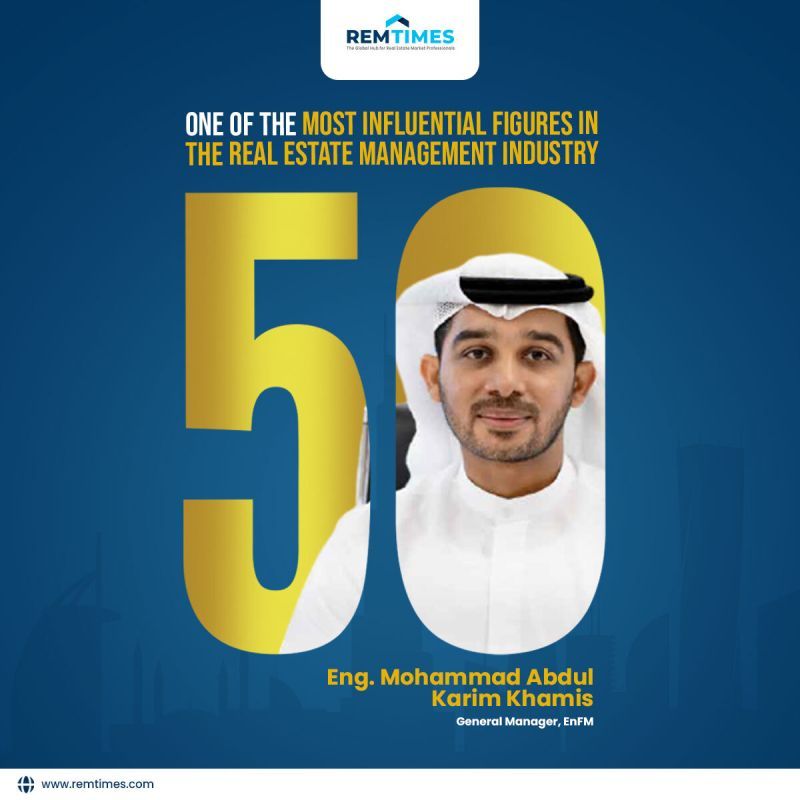 REMTIMES
The Global Hub for Real Estate Market Professionals
ONE OF THE MOST INFLUENTIAL FIGURES IN
THE REAL ESTATE MANAGEMENT INDUSTRY
50
Eng. Mohammad Abdul
Karim Khamis
General Manager, EnFM
www.remtimes.com